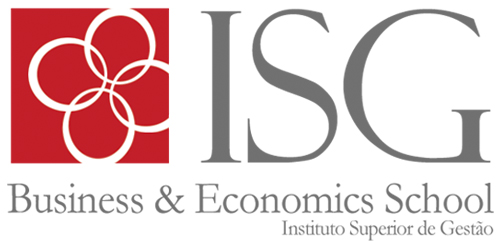 ISG
Business & Economics School
Instituto Superior de Gestão